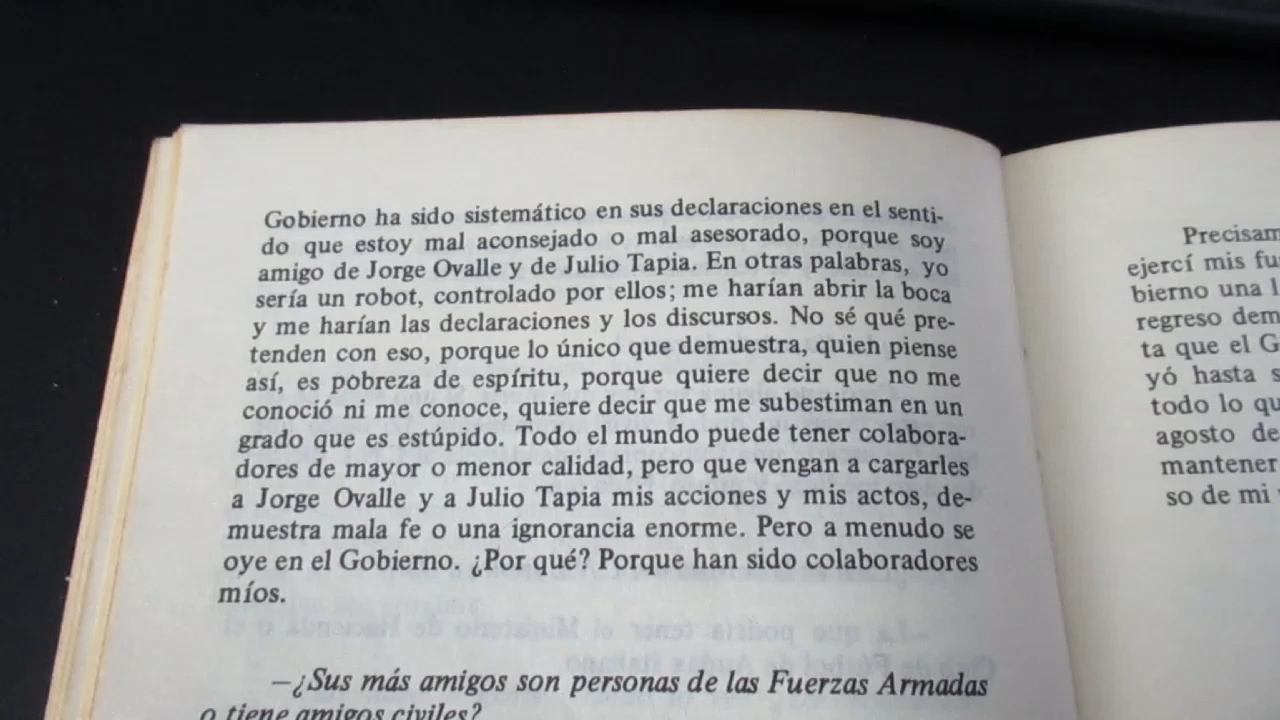 Gobierno ha sido sistemático en sus declaraciones en el senti-
do que estoy mal aconsejado o mal asesorado, porque soy
amigo de Jorge Ovalle y de Julio Tapia. En otras palabras, yo
sería un robot, controlado por ellos; me harían abrir la boca
y me harían las declaraciones y los discursos. No sé qué pre-
tenden con eso, porque lo único que demuestra, quien piense
así, es pobreza de espíritu, porque quiere decir que no me
conoció ni me conoce, quiere decir que me subestiman en un
grado que es estúpido. Todo el mundo puede tener colabora-
dores de mayor o menor calidad, pero que vengan a cargarles
a Jorge Ovalle y a Julio Tapia mis acciones y mis actos, de-
muestra mala fe o una ignorancia enorme. Pero a menudo se
oye en el Gobierno. ¿Por qué? Porque han sido colaboradores
míos.
—¿Sus más amigos son personas de las Fuerzas Armadas
o tiene amigos civiles?
Precisam
ejercí mis fu
bierno una l
regreso dem
ta que el G
yó hasta s
todo lo qu
agosto de
mantener
so de mi